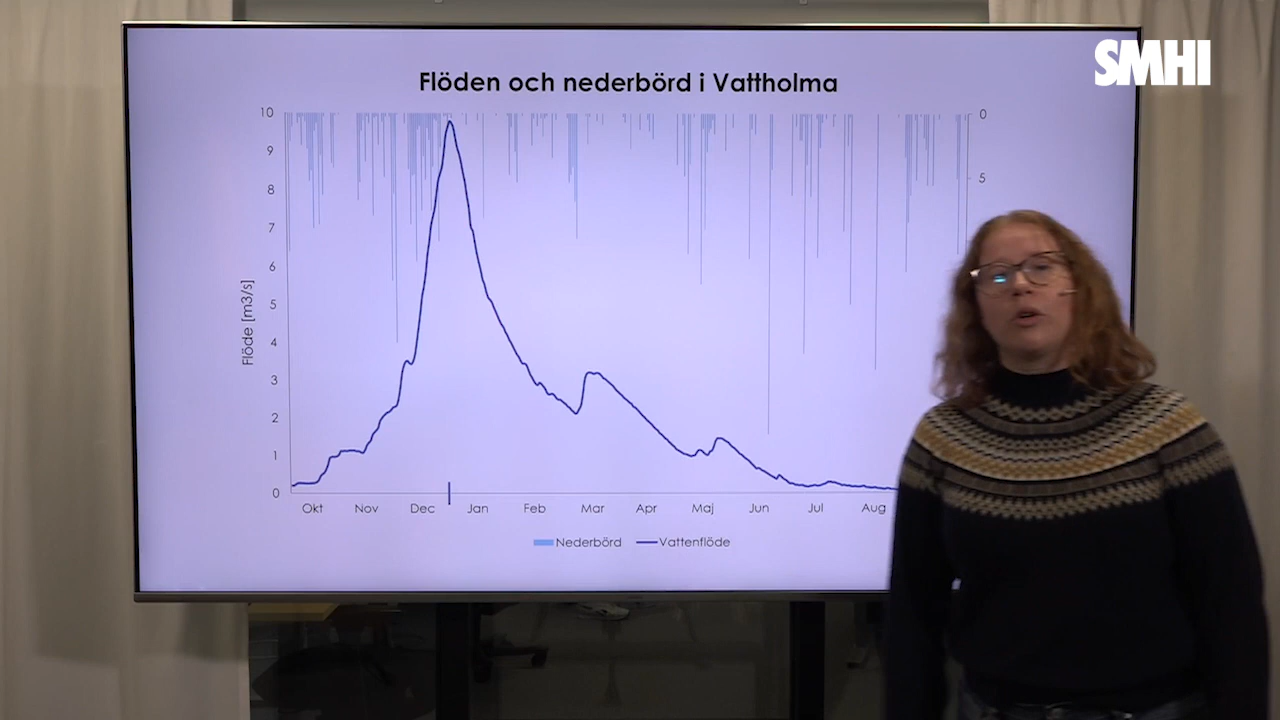 SMHI
Flöden och nederbörd i Vattholma
10
9
8
7
6
5
4
3
2
1
0
0
5
Flöde [m3/s]
Okt Nov Dec Jan Feb Mar Apr Maj Jun Jul Aug
Nederbörd Vattenflöde